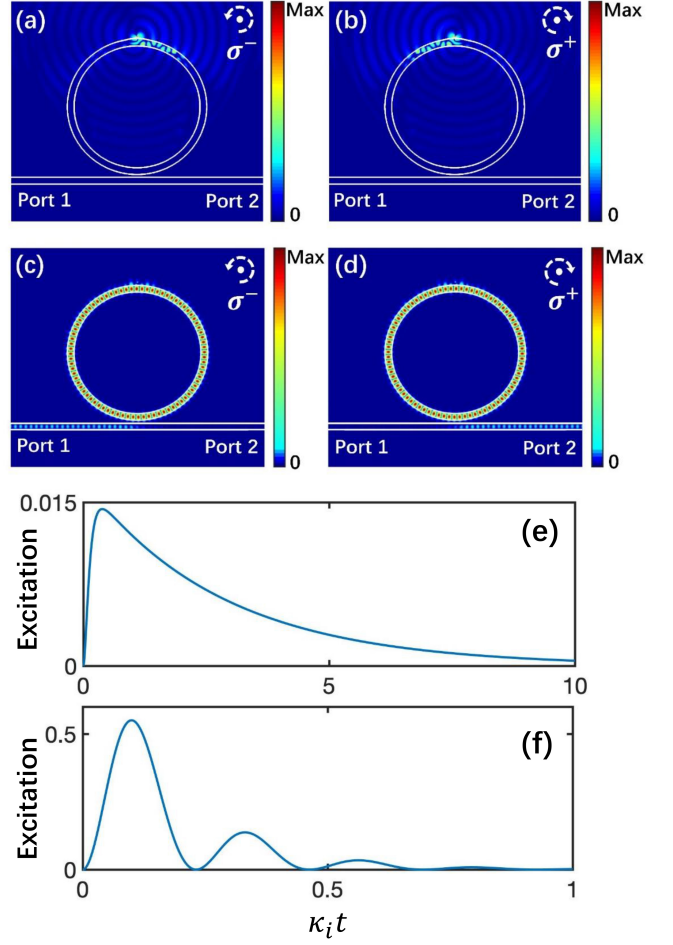 (a) σ⁻ Max (b) σ⁺ Max
Port 1 Port 2 0 Port 1 Port 2 0
(c) σ⁻ Max (d) σ⁺ Max
Port 1 Port 2 0 Port 1 Port 2 0
0.015
(e)
Excitation
0
0 5 10
0.5
(f)
Excitation
0
0 0.5 1
κᵢt